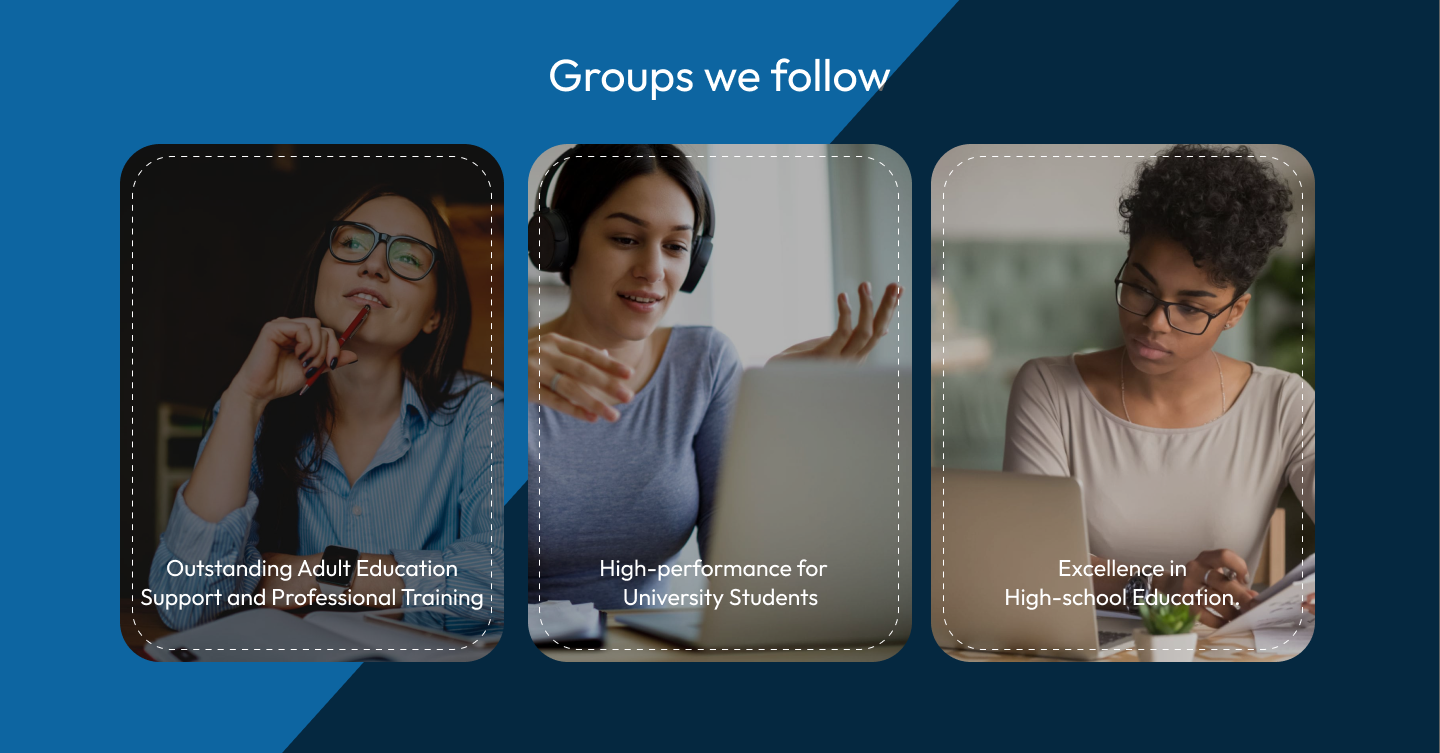 Groups we follow
Outstanding Adult Education
Support and Professional Training
High-performance for
University Students
Excellence in
High-school Education.